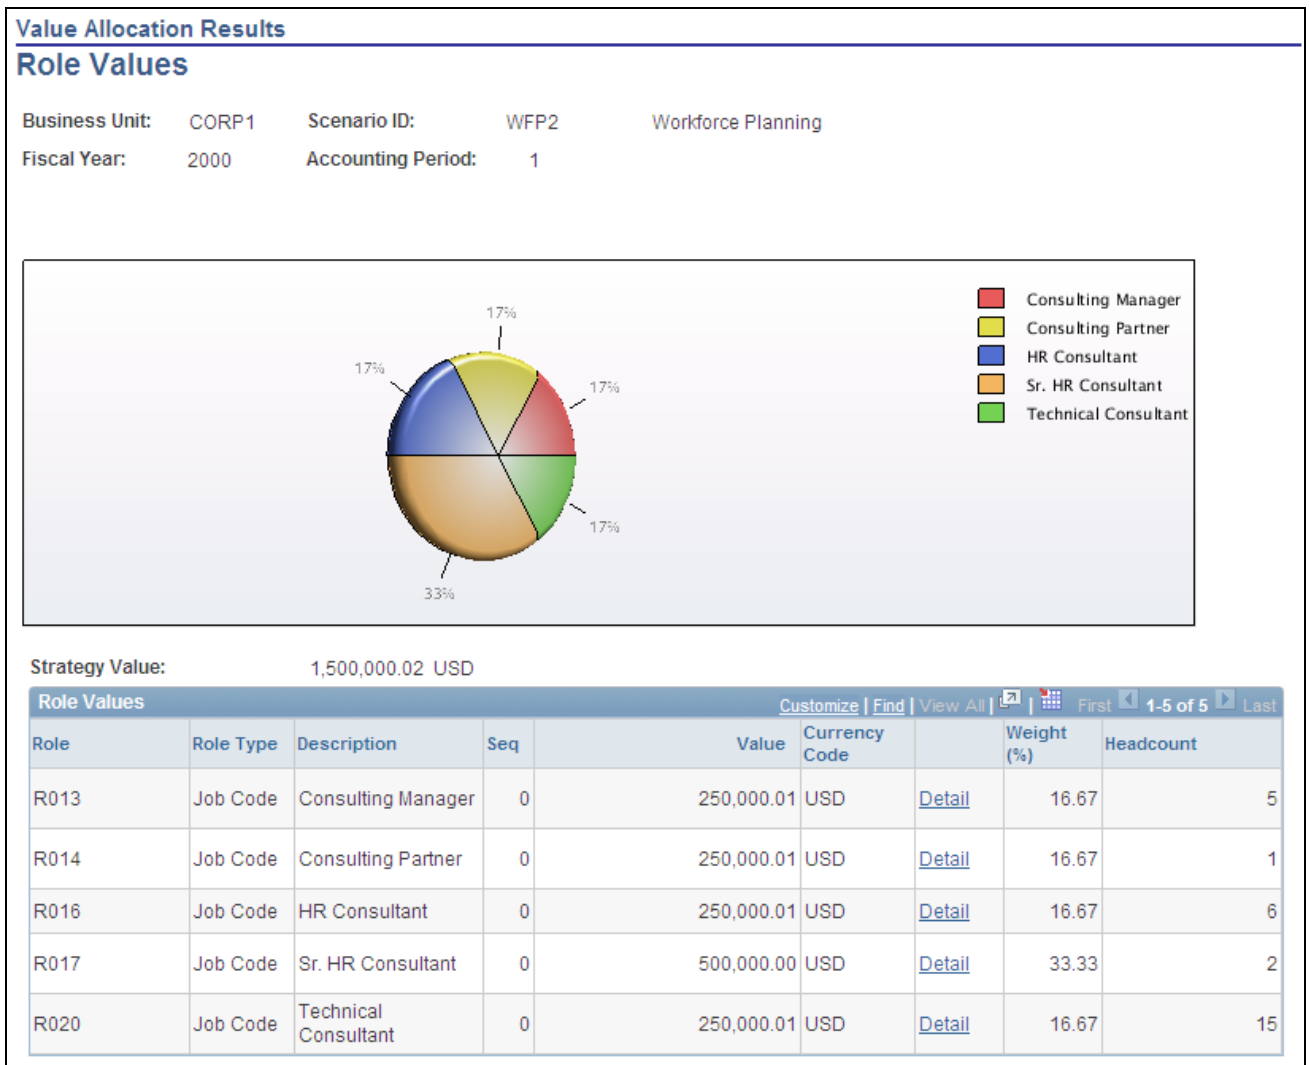 Value Allocation Results
Role Values
Business Unit: CORP1 Scenario ID: WFP2 Workforce Planning
Fiscal Year: 2000 Accounting Period: 1
17%
17%
17%
17%
33%
Consulting Manager
Consulting Partner
HR Consultant
Sr. HR Consultant
Technical Consultant
Strategy Value: 1,500,000.02 USD
Role Values Customize | Find | View All | | First 1-5 of 5 Last
Role Role Type Description Seq Value Currency Code Weight (%) Headcount
R013 Job Code Consulting Manager 0 250,000.01 USD Detail 16.67 5
R014 Job Code Consulting Partner 0 250,000.01 USD Detail 16.67 1
R016 Job Code HR Consultant 0 250,000.01 USD Detail 16.67 6
R017 Job Code Sr. HR Consultant 0 500,000.00 USD Detail 33.33 2
R020 Job Code Technical Consultant 0 250,000.01 USD Detail 16.67 15